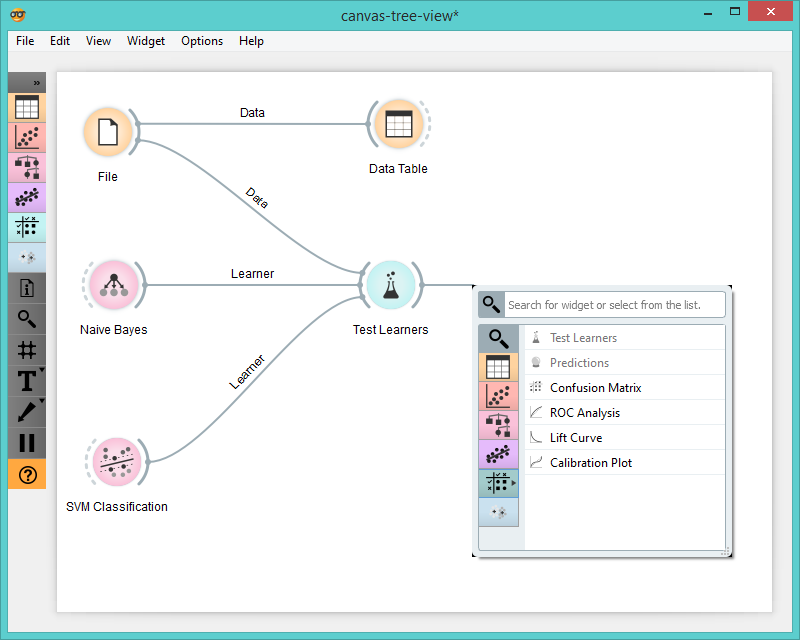 canvas-tree-view*
File Edit View Widget Options Help
Data
File
Data Table
Data
Learner
Naive Bayes
Test Learners
Search for widget or select from the list.
Test Learners
Predictions
Confusion Matrix
ROC Analysis
Lift Curve
Calibration Plot
Learner
SVM Classification